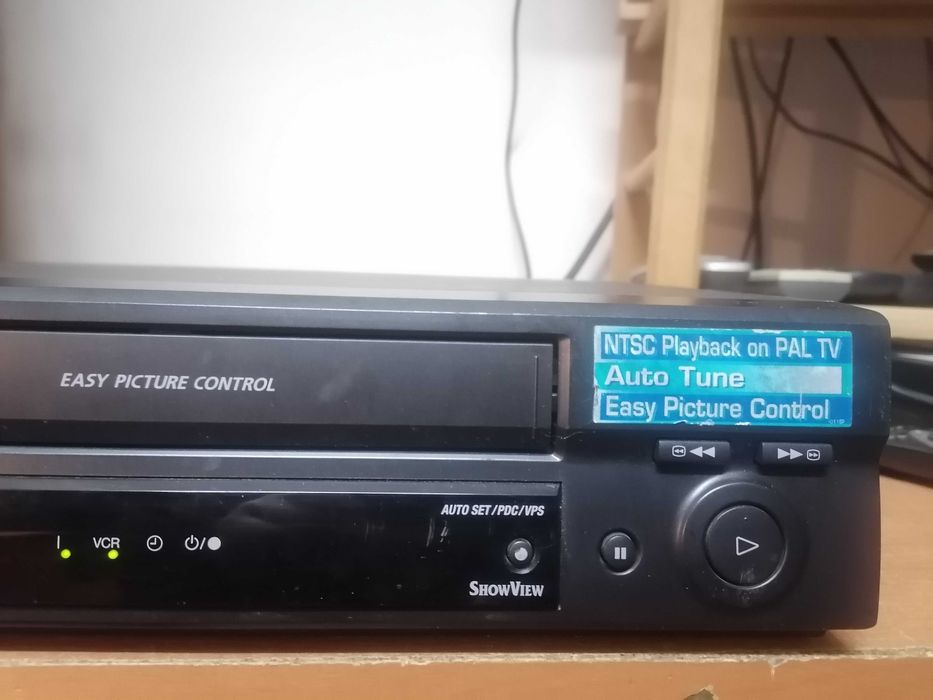 NTSC Playback on PAL TV
Auto Tune
Easy Picture Control
EASY PICTURE CONTROL
AUTO SET/PDC/VPS
VCR
SHOWVIEW